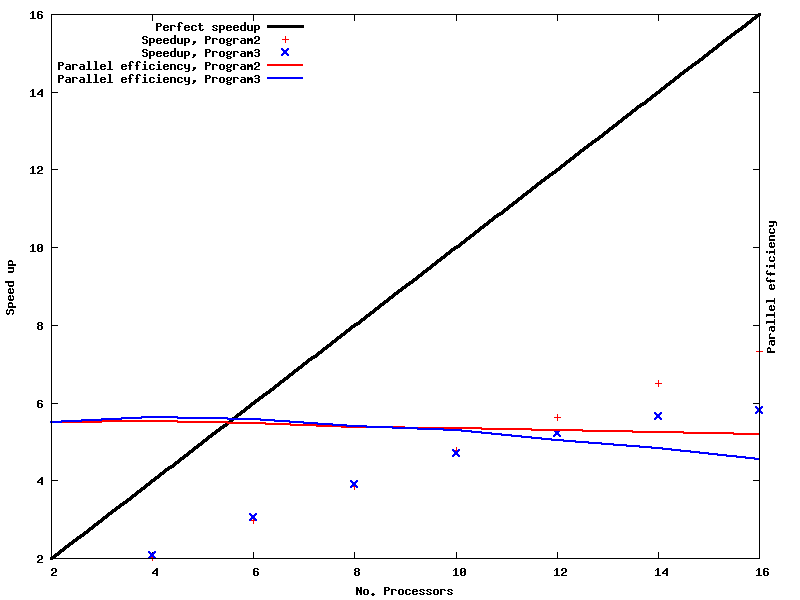 Perfect speedup
Speedup, Program2
Speedup, Program3
Parallel efficiency, Program2
Parallel efficiency, Program3
16
14
12
10
8
6
4
2
Speed up
Parallel efficiency
2 4 6 8 10 12 14 16
No. Processors